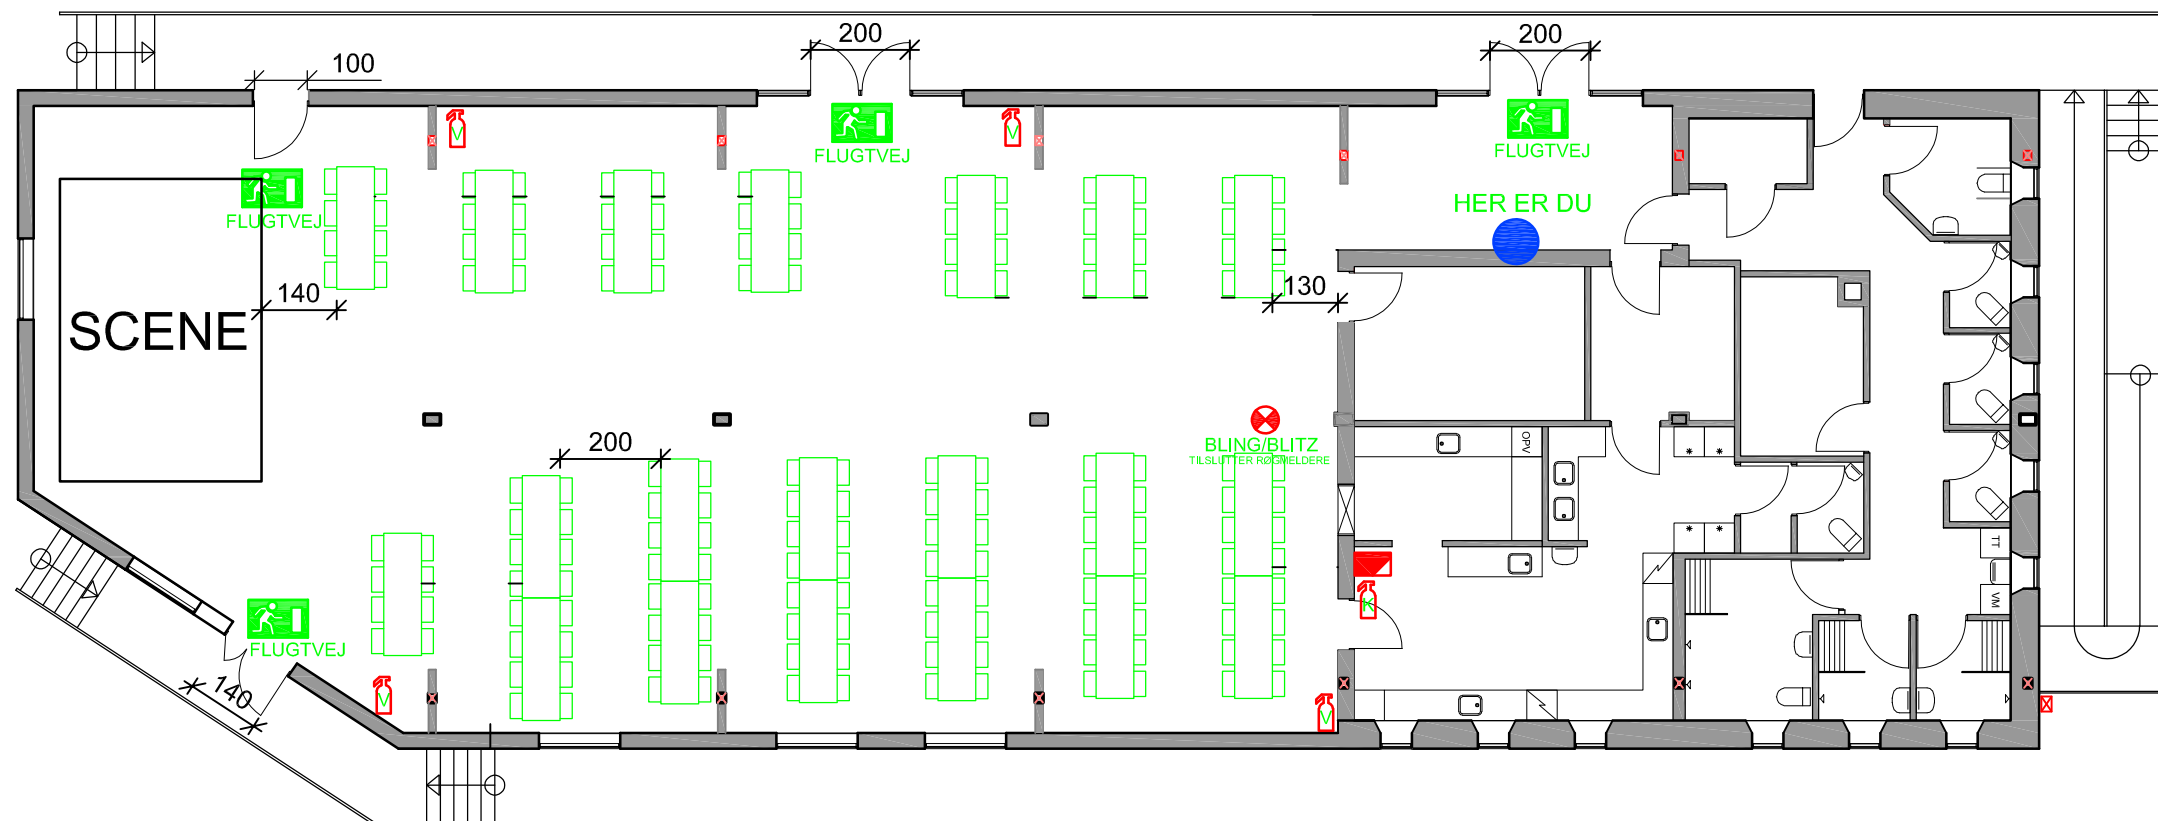 200
200
100
V
V
FLUGTVEJ
FLUGTVEJ
FLUGTVEJ
HER ER DU
140
130
SCENE
200
BLING/BLITZ
TILSLUTTER RØGMELDERE
OPV
TT
VM
K
FLUGTVEJ
140
V
V